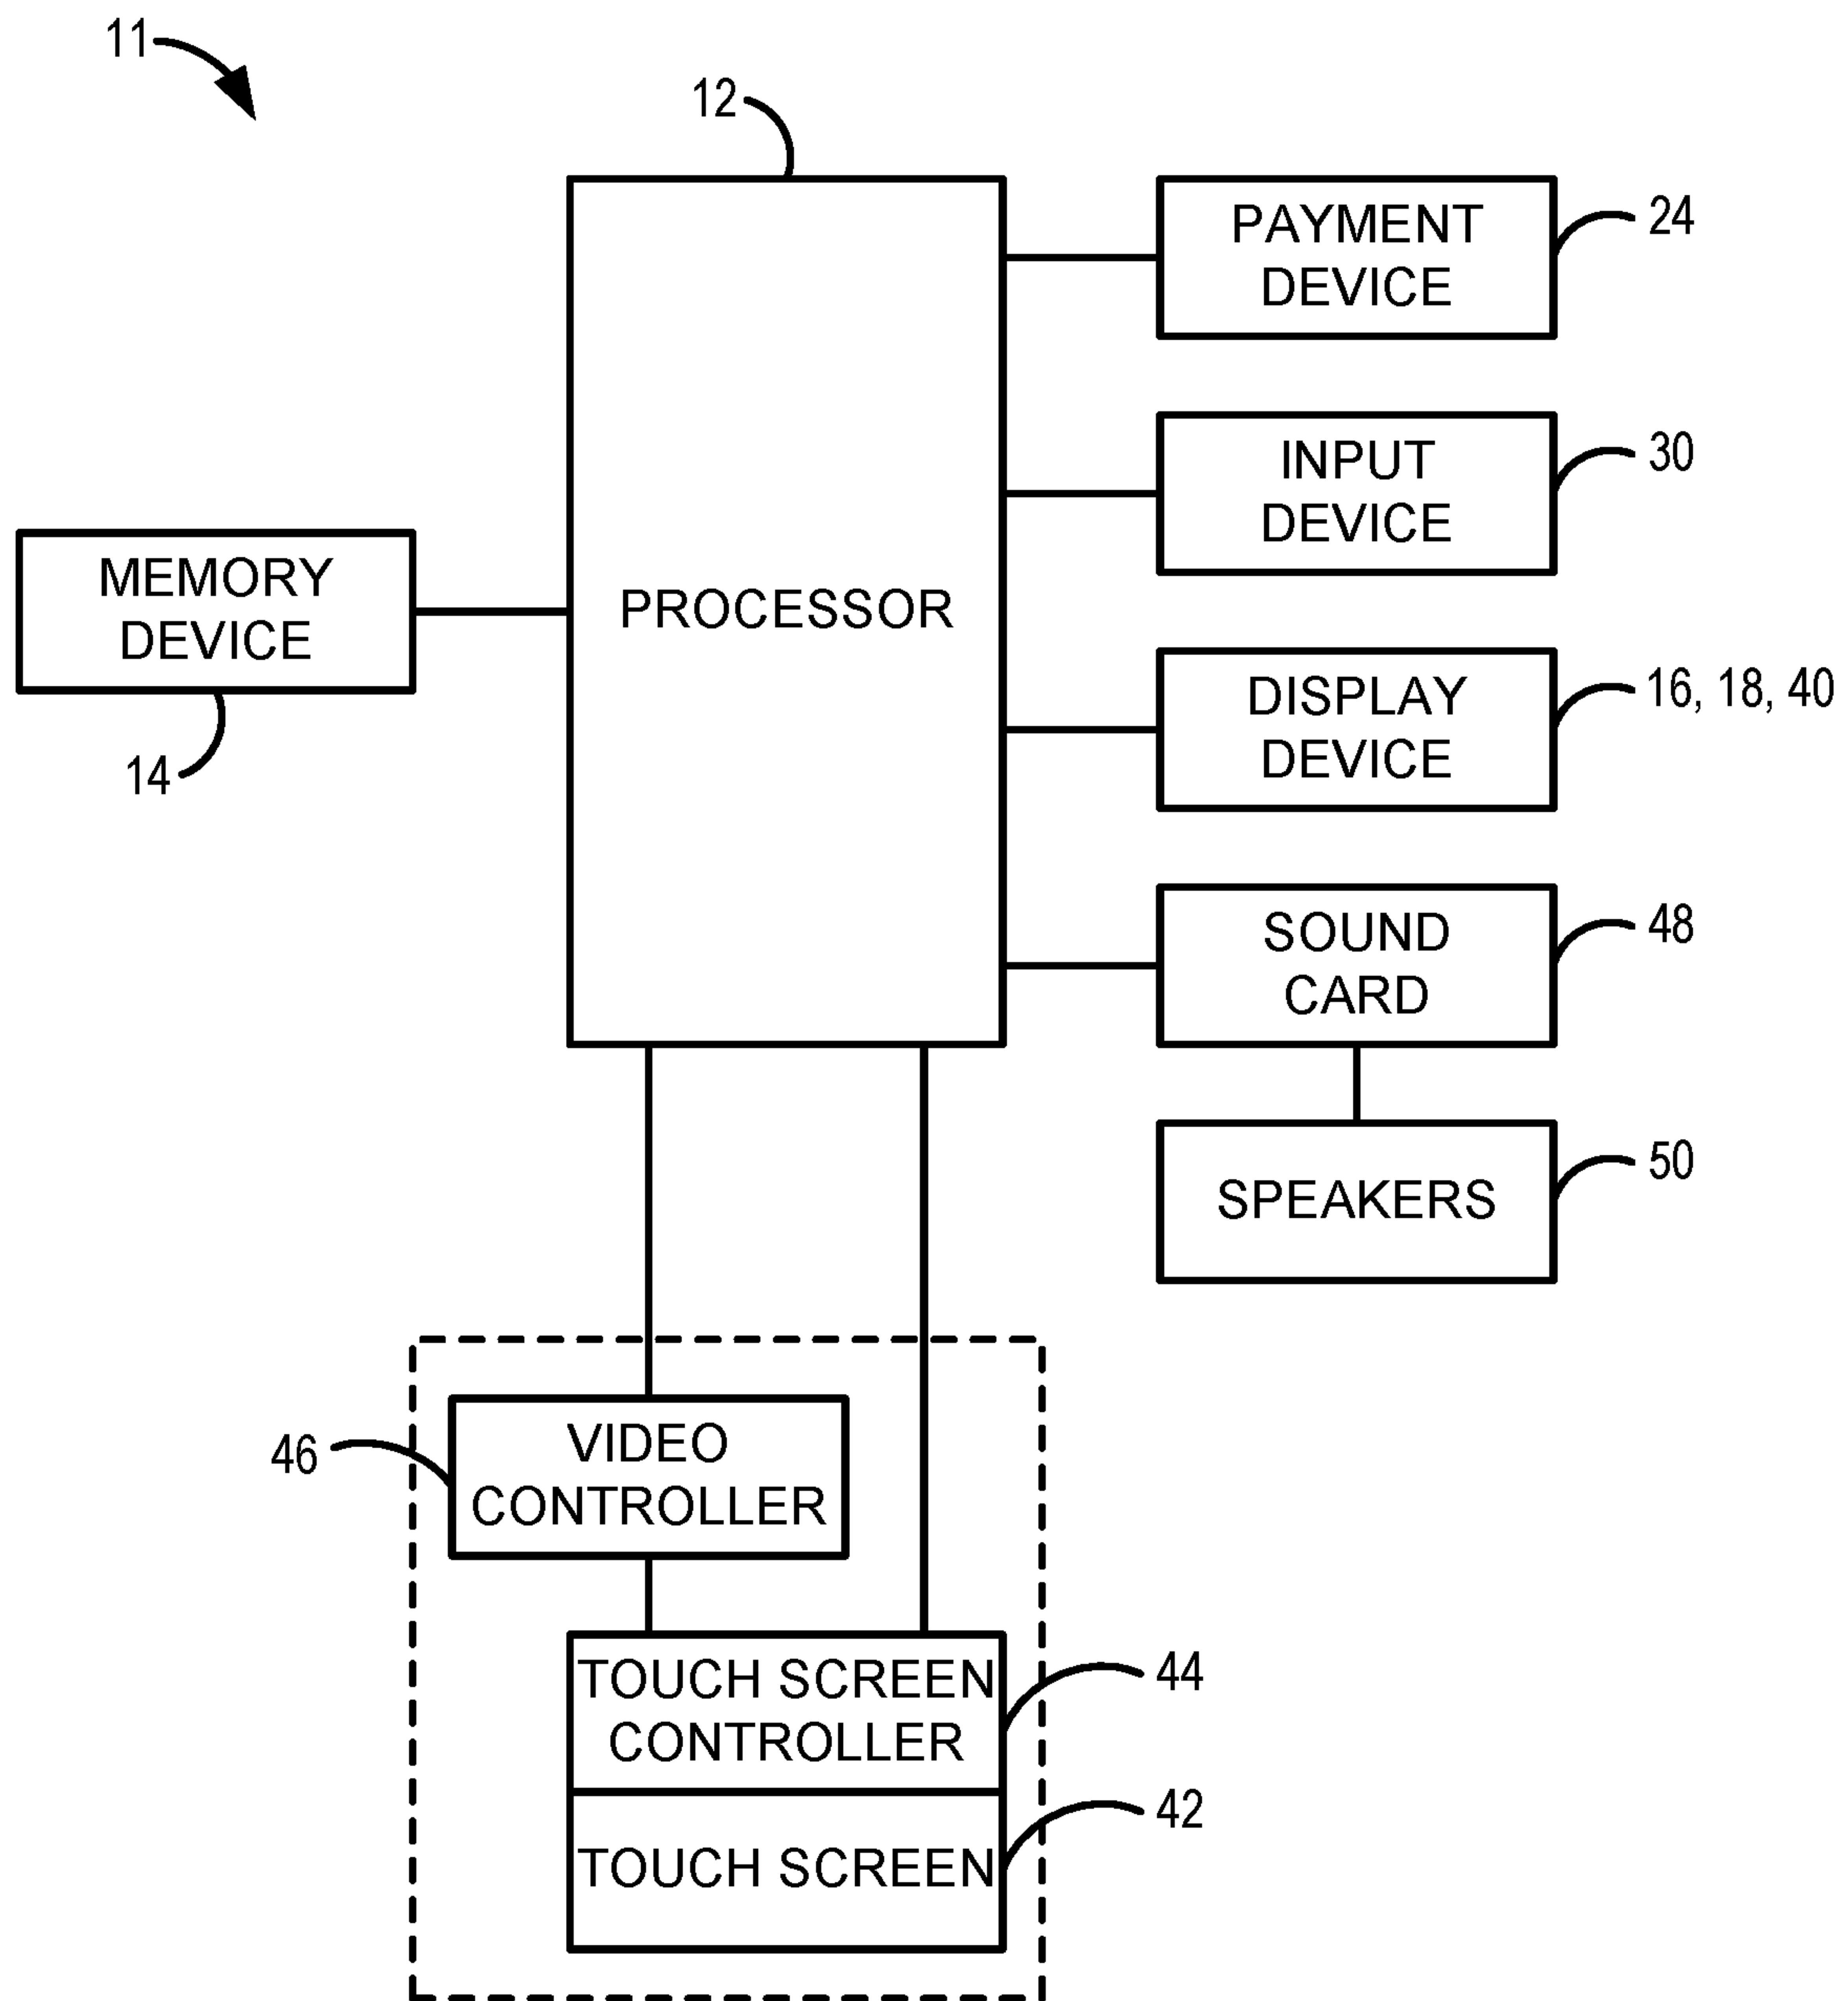 11
12
PAYMENT
DEVICE
24
INPUT
DEVICE
30
MEMORY
DEVICE
14
PROCESSOR
DISPLAY
DEVICE
16, 18, 40
SOUND
CARD
48
SPEAKERS
50
46
VIDEO
CONTROLLER
TOUCH SCREEN
CONTROLLER
44
TOUCH SCREEN
42